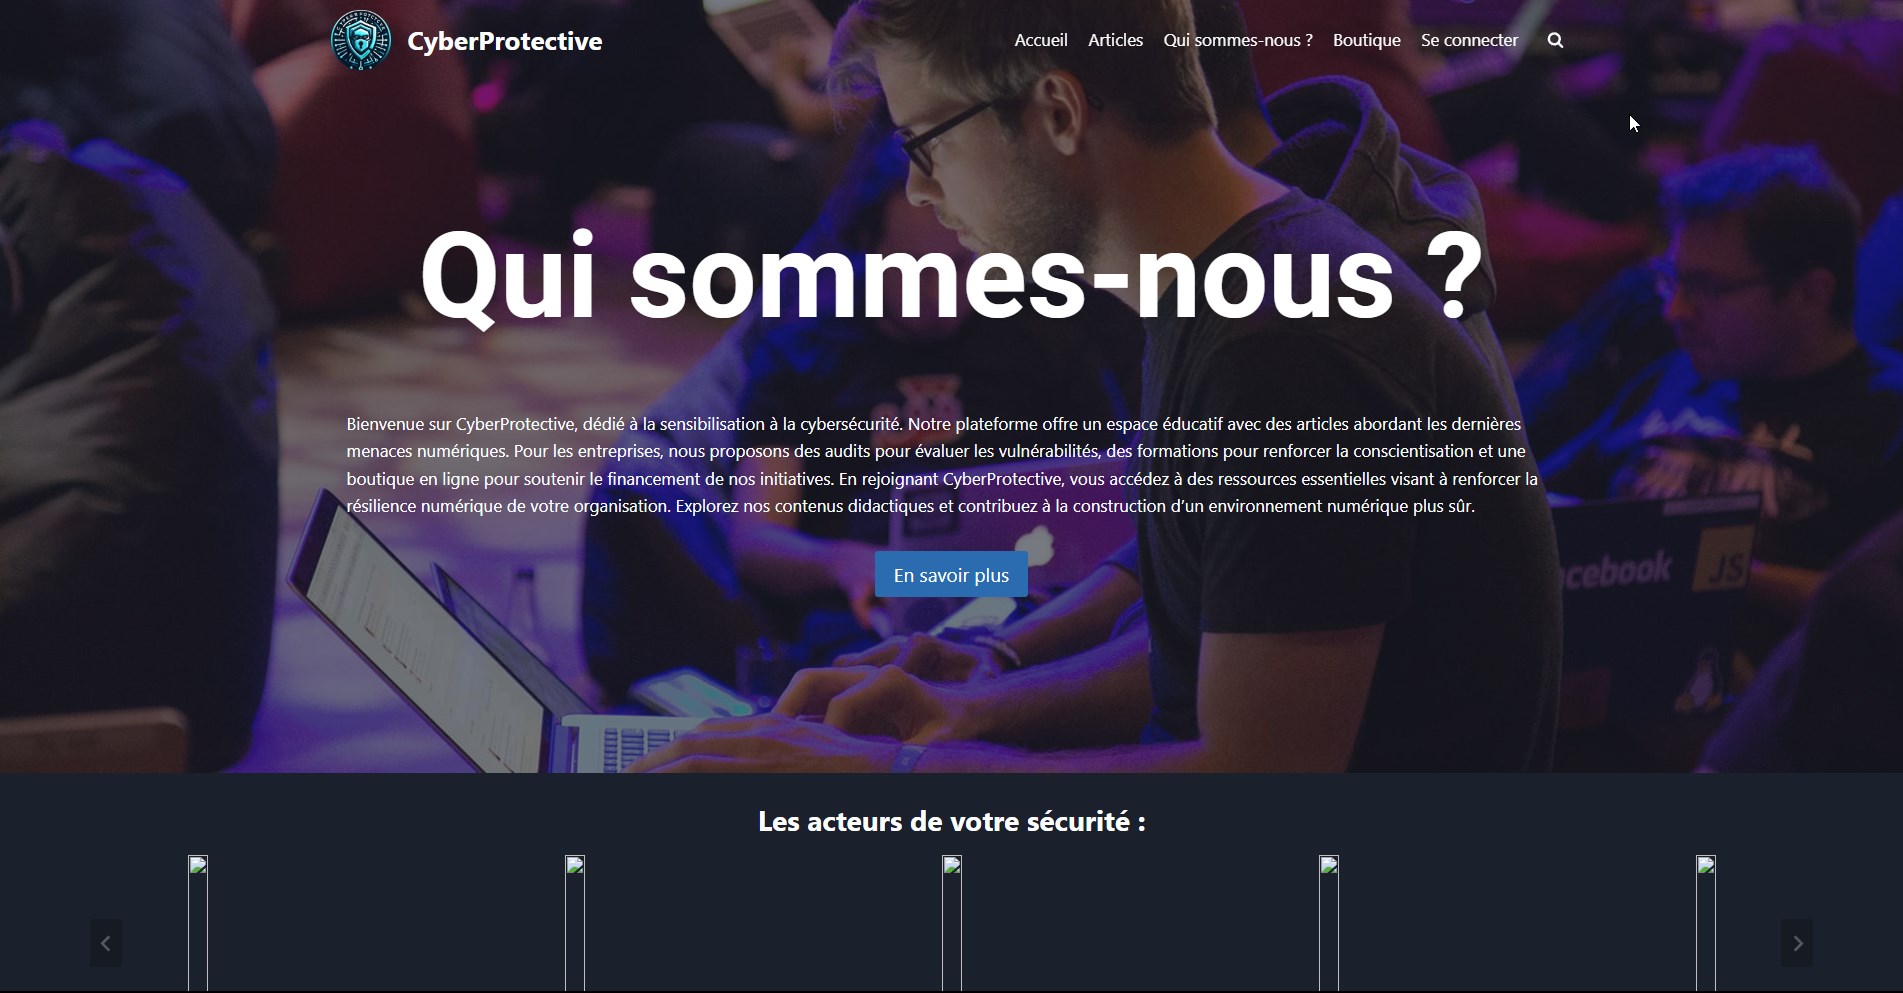 CyberProtective
Accueil Articles Qui sommes-nous ? Boutique Se connecter
Qui sommes-nous ?
Bienvenue sur CyberProtective, dédié à la sensibilisation à la cybersécurité. Notre plateforme offre un espace éducatif avec des articles abordant les dernières
menaces numériques. Pour les entreprises, nous proposons des audits pour évaluer les vulnérabilités, des formations pour renforcer la conscientisation et une
boutique en ligne pour soutenir le financement de nos initiatives. En rejoignant CyberProtective, vous accédez à des ressources essentielles visant à renforcer la
résilience numérique de votre organisation. Explorez nos contenus didactiques et contribuez à la construction d’un environnement numérique plus sûr.
En savoir plus
cebook
JS
Les acteurs de votre sécurité :